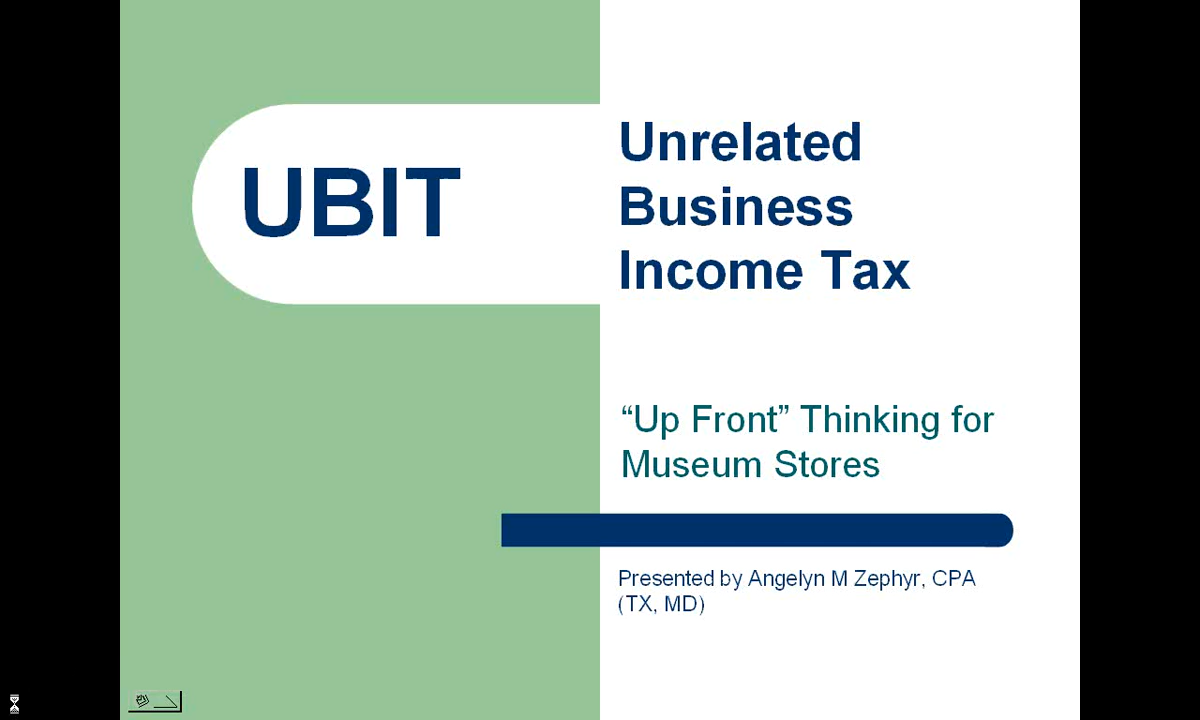 UBIT
Unrelated
Business
Income Tax
“Up Front” Thinking for
Museum Stores
Presented by Angelyn M Zephyr, CPA
(TX, MD)